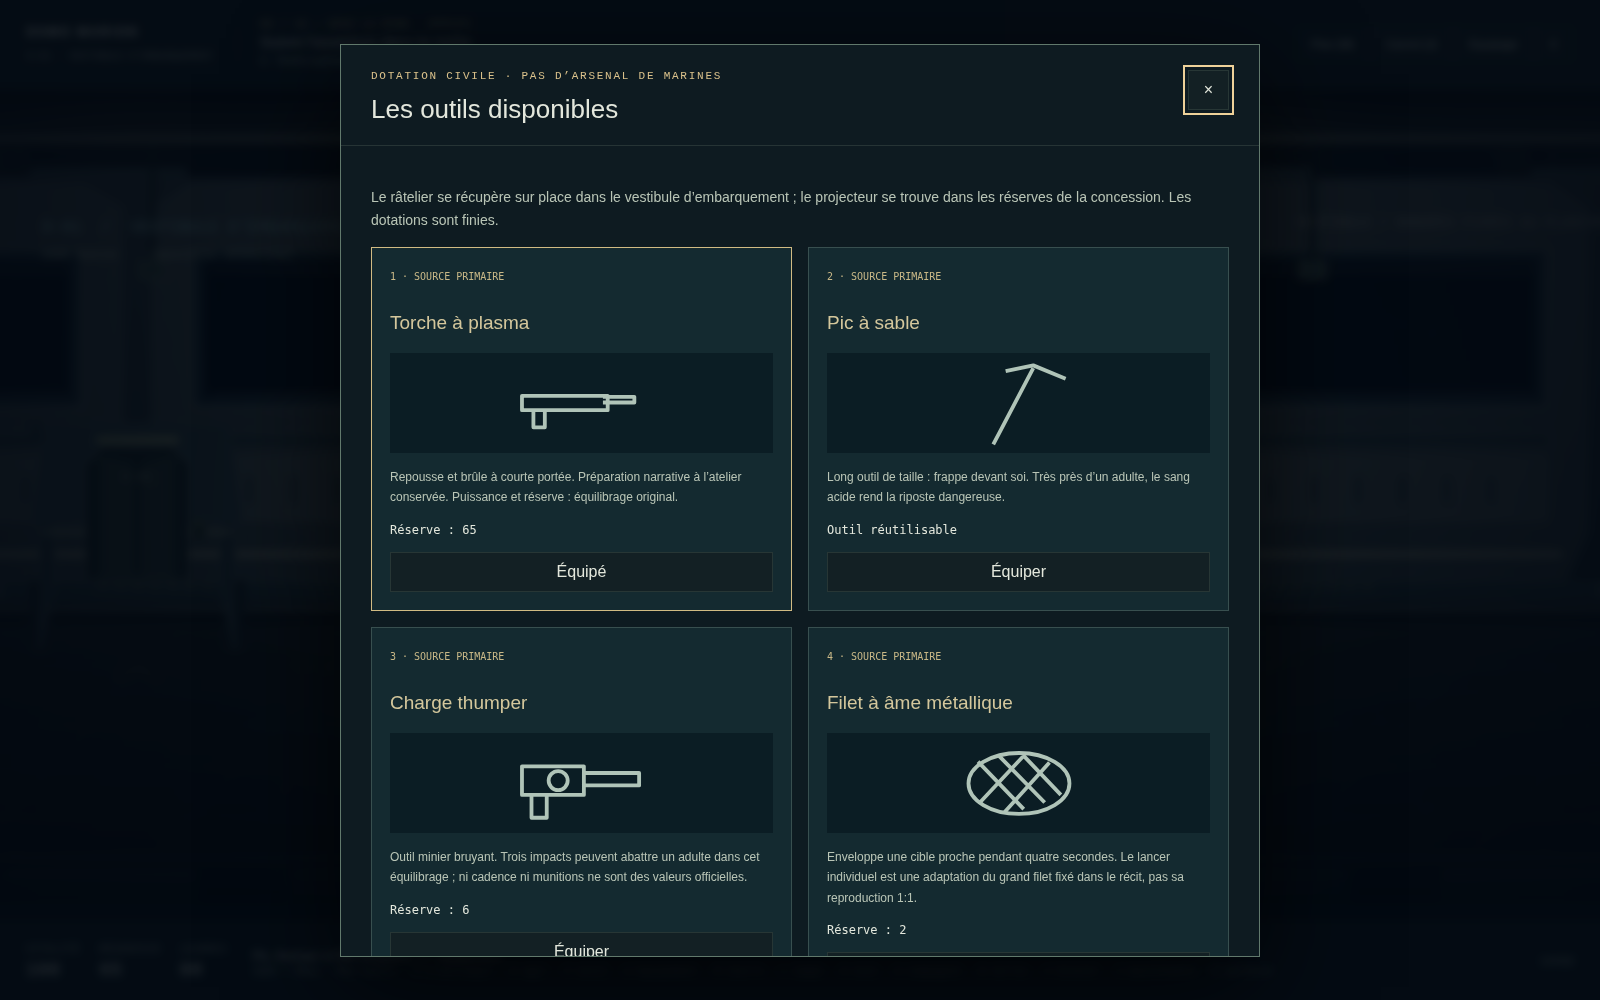 DOTATION CIVILE · PAS D’ARSENAL DE MARINES
Les outils disponibles
×
Le râtelier se récupère sur place dans le vestibule d’embarquement ; le projecteur se trouve dans les réserves de la concession. Les
dotations sont finies.
1 · SOURCE PRIMAIRE
Torche à plasma
Repousse et brûle à courte portée. Préparation narrative à l’atelier
conservée. Puissance et réserve : équilibrage original.
Réserve : 65
Équipé
2 · SOURCE PRIMAIRE
Pic à sable
Long outil de taille : frappe devant soi. Très près d’un adulte, le sang
acide rend la riposte dangereuse.
Outil réutilisable
Équiper
3 · SOURCE PRIMAIRE
Charge thumper
Outil minier bruyant. Trois impacts peuvent abattre un adulte dans cet
équilibrage ; ni cadence ni munitions ne sont des valeurs officielles.
Réserve : 6
Équiper
4 · SOURCE PRIMAIRE
Filet à âme métallique
Enveloppe une cible proche pendant quatre secondes. Le lancer
individuel est une adaptation du grand filet fixé dans le récit, pas sa
reproduction 1:1.
Réserve : 2